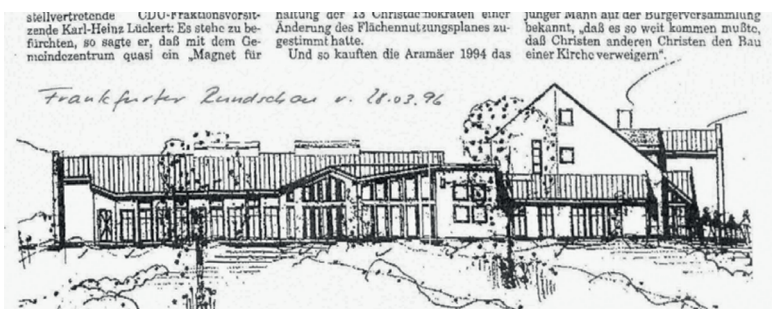 stellvertretende CDU-Fraktionsvorsit-
zende Karl-Heinz Lückert: Es stehe zu be-
fürchten, so sagte er, daß mit dem Ge-
meindezentrum quasi ein „Magnet für
haltung der 13 Christdemokraten einer
Änderung des Flächennutzungsplanes zu-
gestimmt hatte.
Und so kauften die Aramäer 1994 das
junger Mann auf der Bürgerversammlung
bekannt, „daß es so weit kommen mußte,
daß Christen anderen Christen den Bau
einer Kirche verweigern“.
Frankfurter Rundschau v. 28.03.96